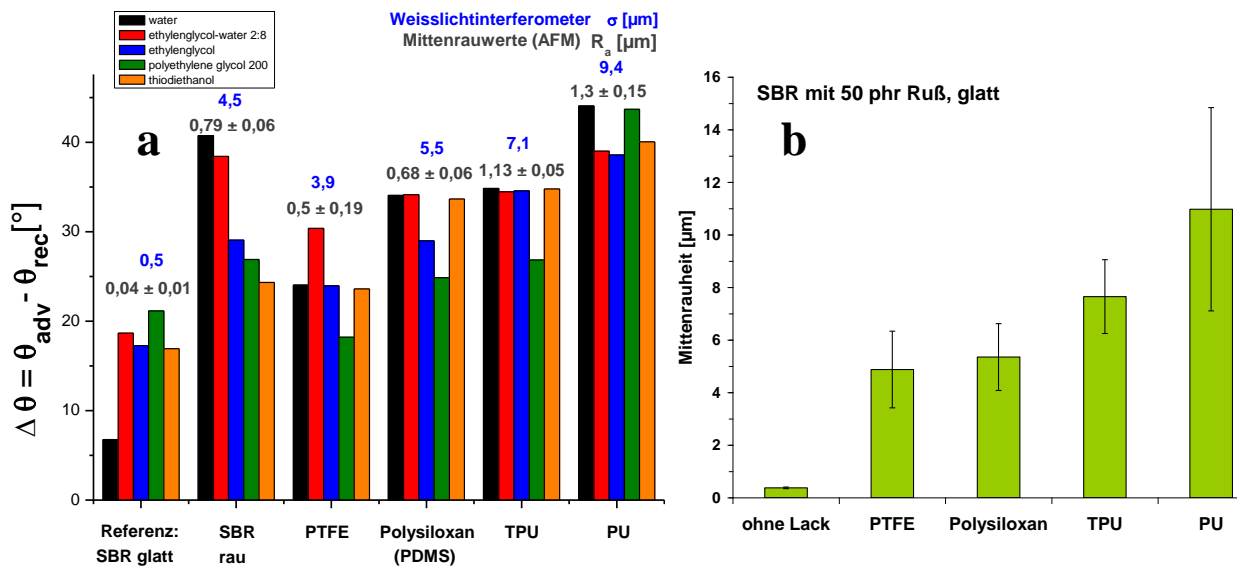 water
ethylenglycol-water 2:8
ethylenglycol
polyethylene glycol 200
thiodiethanol
Weisslichtinterferometer σ [µm]
Mittenrauwerte (AFM) Ra [µm]
a
0,5
0,04 ± 0,01
4,5
0,79 ± 0,06
3,9
0,5 ± 0,19
5,5
0,68 ± 0,06
7,1
1,13 ± 0,05
9,4
1,3 ± 0,15
Δ θ = θadv - θrec[°]
40
30
20
10
0
Referenz:
SBR glatt
SBR
rau
PTFE
Polysiloxan
(PDMS)
TPU
PU
SBR mit 50 phr Ruß, glatt
b
Mittenrauheit [µm]
16
14
12
10
8
6
4
2
0
ohne Lack
PTFE
Polysiloxan
TPU
PU